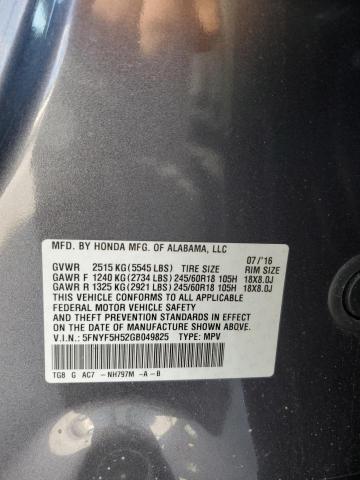 MFD. BY HONDA MFG. OF ALABAMA, LLC
07/'16
GVWR 2515 KG (5545 LBS) TIRE SIZE RIM SIZE
GAWR F 1240 KG (2734 LBS) 245/60R18 105H 18X8.0J
GAWR R 1325 KG (2921 LBS) 245/60R18 105H 18X8.0J
THIS VEHICLE CONFORMS TO ALL APPLICABLE
FEDERAL MOTOR VEHICLE SAFETY
AND THEFT PREVENTION STANDARDS IN EFFECT
ON THE DATE OF MANUFACTURE SHOWN ABOVE.
V.I.N.: 5FNYF5H52GB049825 TYPE: MPV
TG8 G AC7 -NH797M -A-B